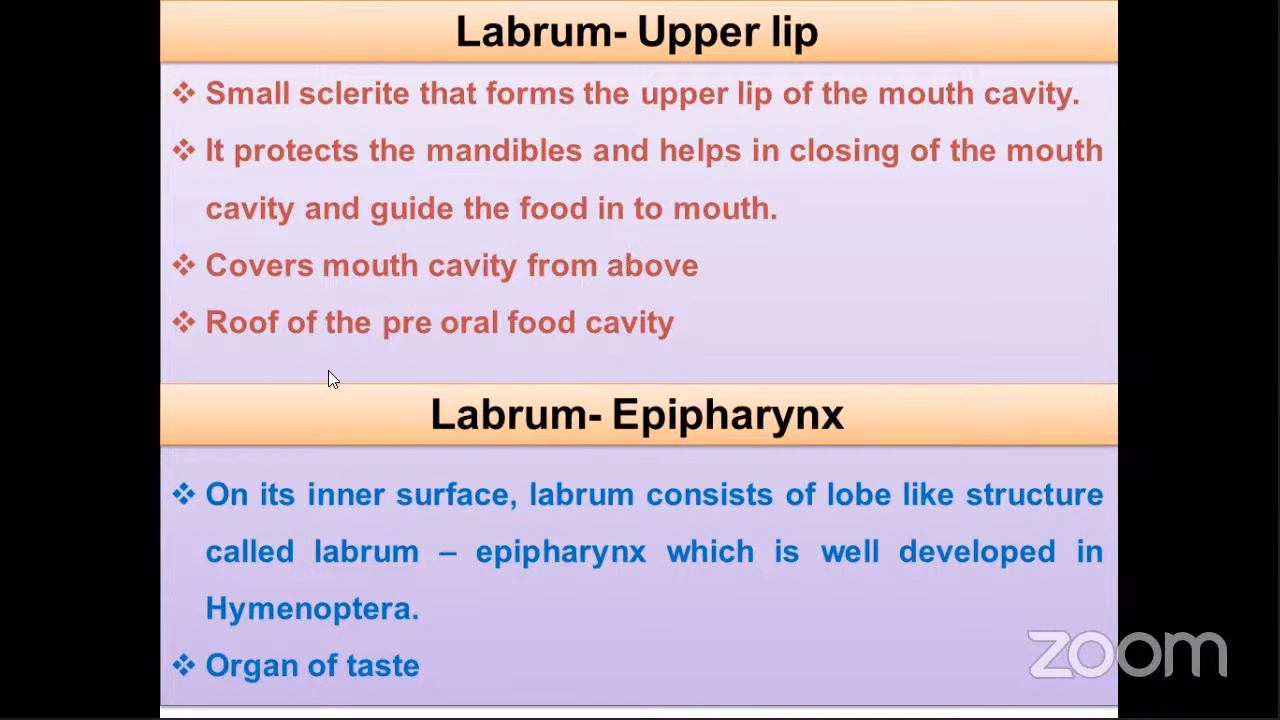 Labrum- Upper lip
❖ Small sclerite that forms the upper lip of the mouth cavity.
❖ It protects the mandibles and helps in closing of the mouth
cavity and guide the food in to mouth.
❖ Covers mouth cavity from above
❖ Roof of the pre oral food cavity
Labrum- Epipharynx
❖ On its inner surface, labrum consists of lobe like structure
called labrum – epipharynx which is well developed in
Hymenoptera.
❖ Organ of taste
zoom